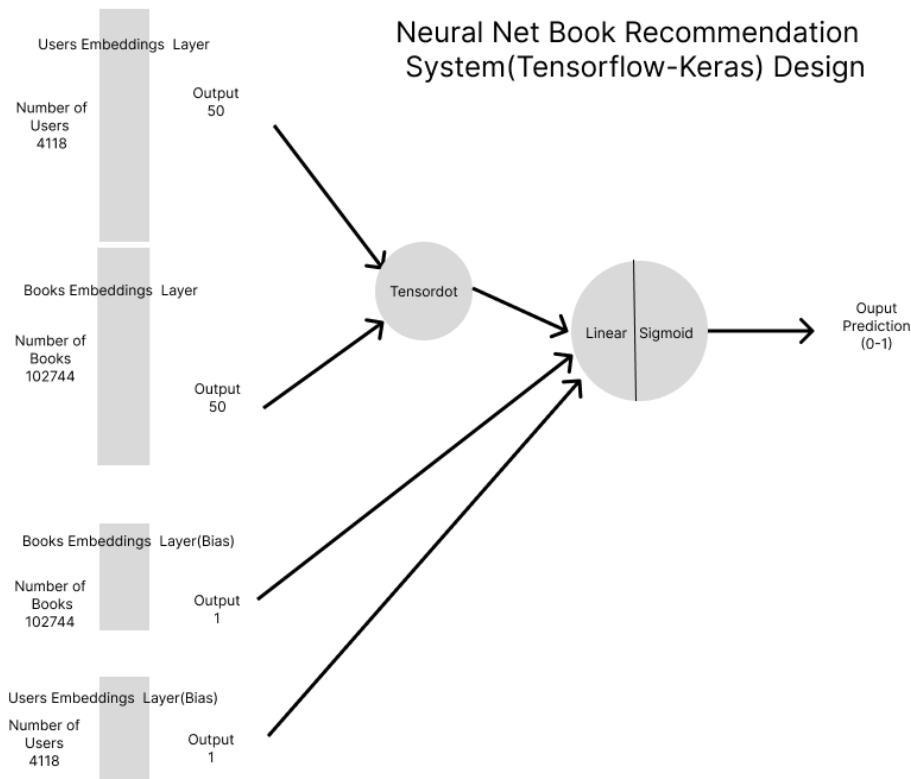 Neural Net Book Recommendation
System(Tensorflow-Keras) Design
Users Embeddings Layer
Number of
Users
4118
Output
50
Books Embeddings Layer
Number of
Books
102744
Output
50
Tensordot
Linear
Sigmoid
Ouput
Prediction
(0-1)
Books Embeddings Layer(Bias)
Number of
Books
102744
Output
1
Users Embeddings Layer(Bias)
Number of
Users
4118
Output
1